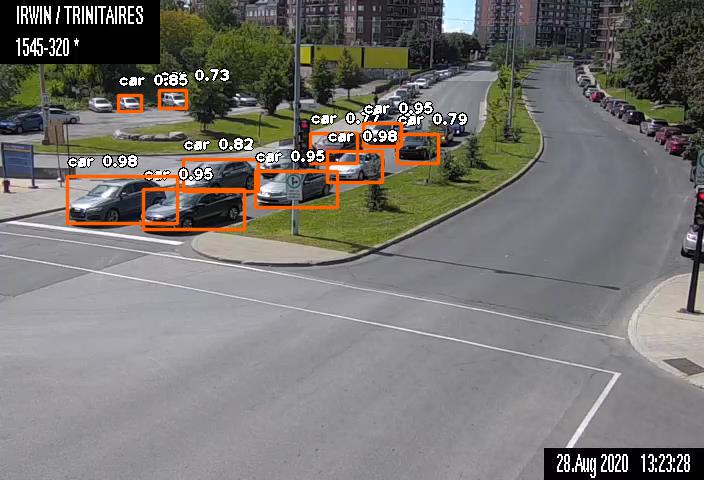 IRWIN / TRINITAIRES
1545-320 *
car 0.85
car 0.73
car 0.95
car 0.77
car 0.79
car 0.98
car 0.82
car 0.95
car 0.98
car 0.95
28.Aug 2020 13:23:28